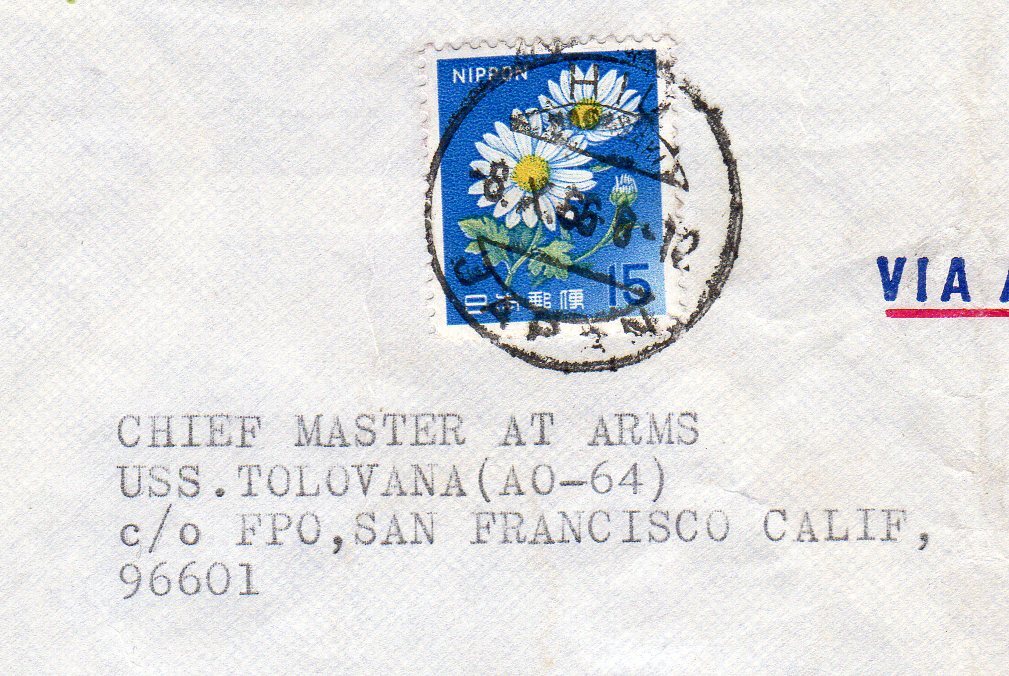 NIPPON
15
日本郵便
JAPAN
VIA A
CHIEF MASTER AT ARMS
USS.TOLOVANA(AO-64)
c/o FPO,SAN FRANCISCO CALIF,
96601